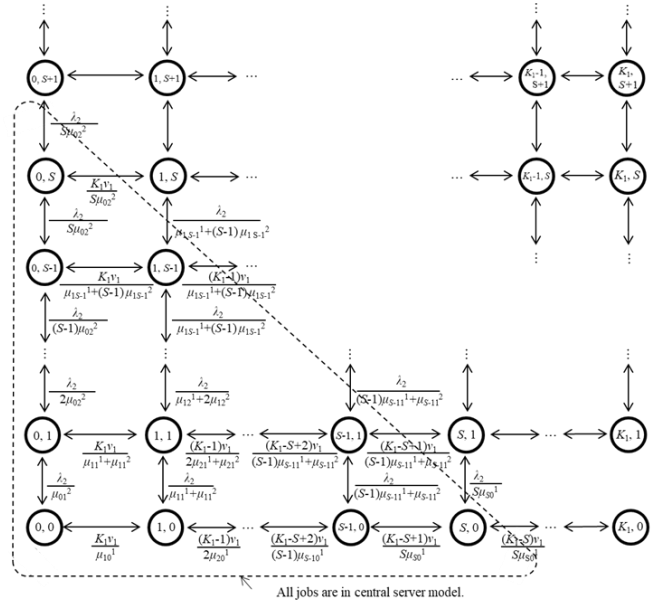 0, S+1
1, S+1
...
...
K₁-1, S+1
K₁, S+1
λ₂
Sμ₀₂²
0, S
1, S
...
...
K₁-1, S
K₁, S
K₁v₁
Sμ₀₂²
λ₂
Sμ₀₂²
λ₂
μ₁S-₁¹+(S-1) μ₁S-₁²
0, S-1
1, S-1
...
K₁v₁
μ₁S-₁¹+(S-1) μ₁S-₁²
(K₁-1)v₁
μ₁S-₁¹+(S-1) μ₁S-₁²
λ₂
(S-1)μ₀₂²
λ₂
μ₁S-₁¹+(S-1) μ₁S-₁²
λ₂
2μ₀₂²
λ₂
μ₁₂¹+2μ₁₂²
λ₂
(S-1)μS-₁₁¹+μS-₁₁²
0, 1
1, 1
...
S-1, 1
S, 1
...
K₁, 1
K₁v₁
μ₁₁¹+μ₁₁²
(K₁-1)v₁
2μ₂₁¹+μ₂₁²
(K₁-S+2)v₁
(S-1)μS-₁₁¹+μS-₁₁²
(K₁-S+1)v₁
(S-1)μS-₁₁¹+μS-₁₁²
λ₂
μ₀₁²
λ₂
μ₁₁¹+μ₁₁²
λ₂
(S-1)μS-₁₁¹+μS-₁₁²
λ₂
SμS₀¹
0, 0
1, 0
...
S-1, 0
S, 0
...
K₁, 0
K₁v₁
μ₁₀¹
(K₁-1)v₁
2μ₂₀¹
(K₁-S+2)v₁
(S-1)μS-₁₀¹
(K₁-S+1)v₁
SμS₀¹
(K₁-S)v₁
SμS₀¹
All jobs are in central server model.